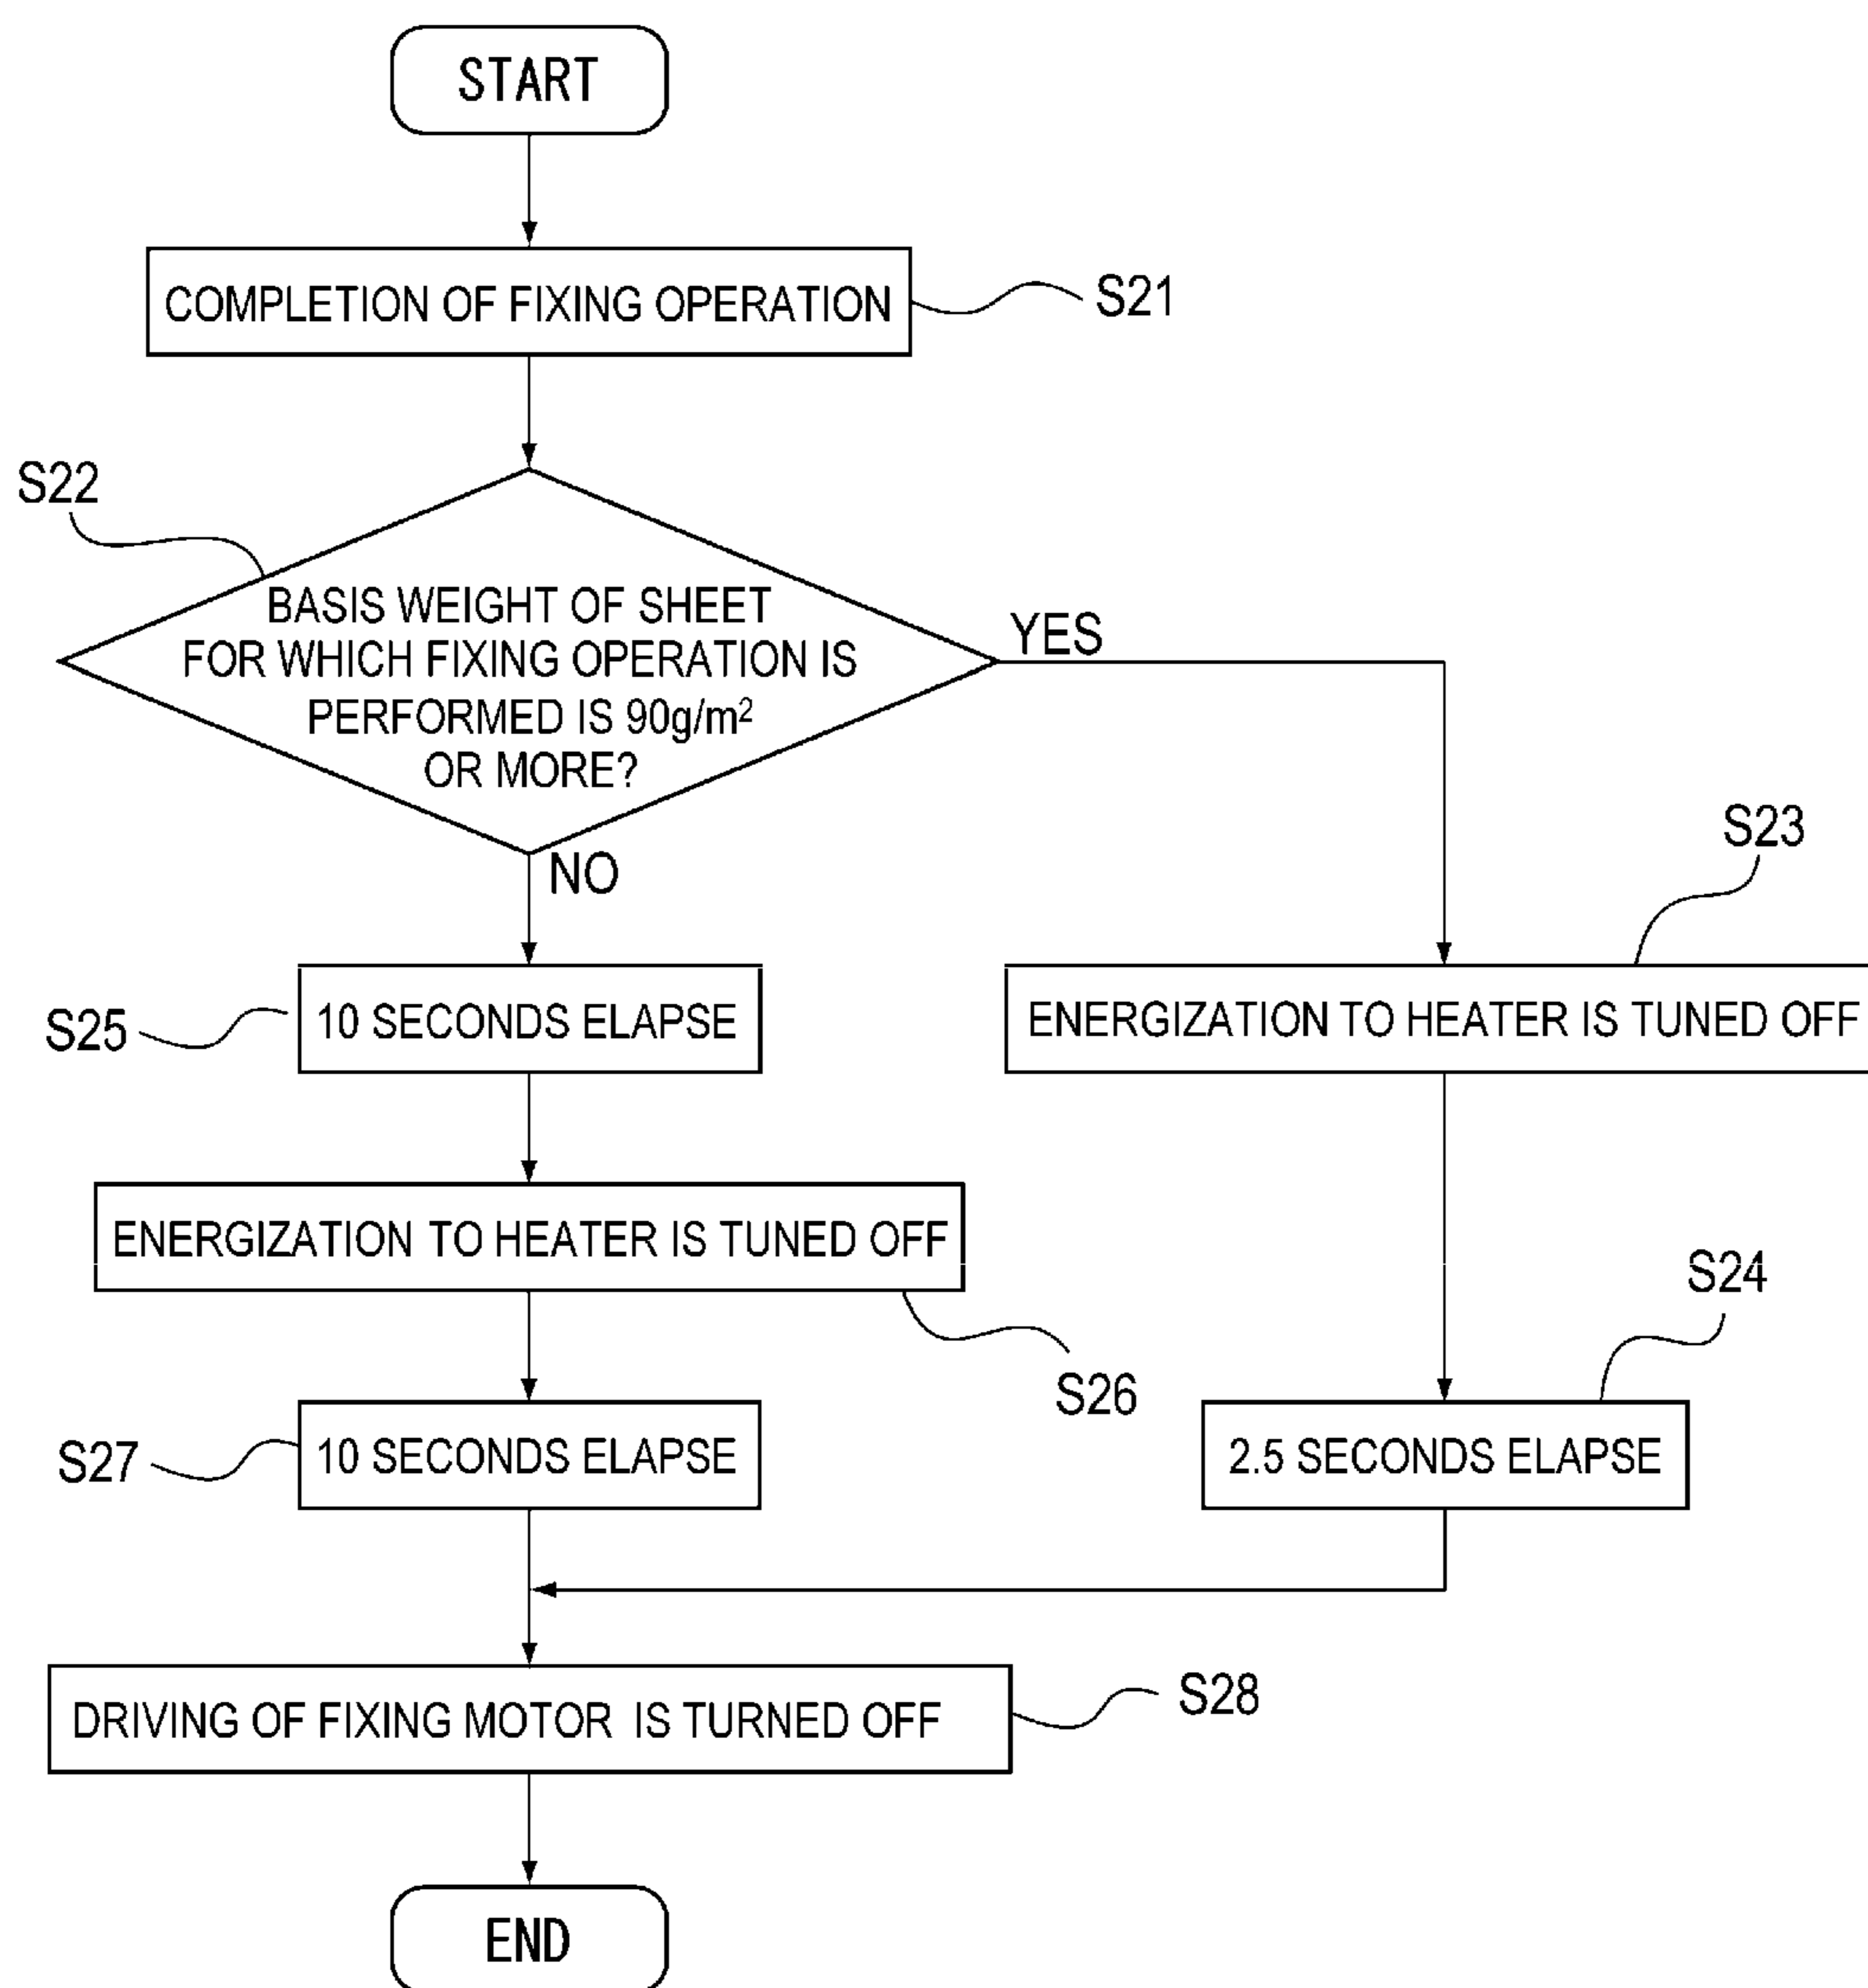 START
COMPLETION OF FIXING OPERATION
S21
S22
BASIS WEIGHT OF SHEET
FOR WHICH FIXING OPERATION IS
PERFORMED IS 90g/m²
OR MORE?
YES
NO
S23
S25
10 SECONDS ELAPSE
ENERGIZATION TO HEATER IS TUNED OFF
ENERGIZATION TO HEATER IS TUNED OFF
S24
S26
S27
10 SECONDS ELAPSE
2.5 SECONDS ELAPSE
DRIVING OF FIXING MOTOR IS TURNED OFF
S28
END